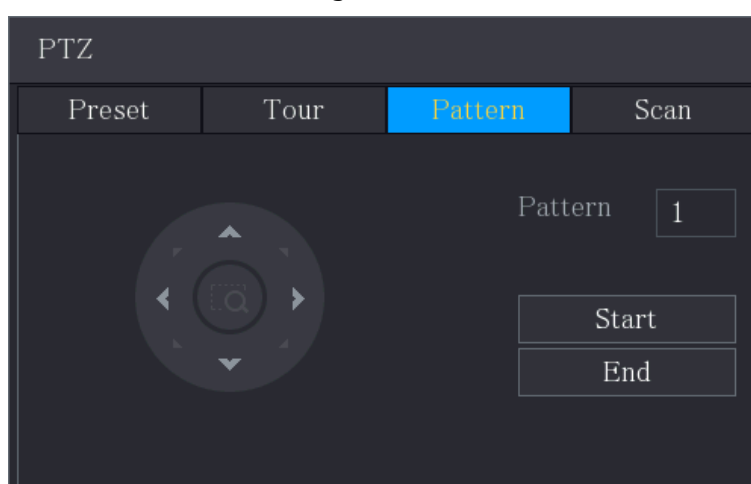 PTZ
Preset Tour Pattern Scan
Pattern 1
Start
End